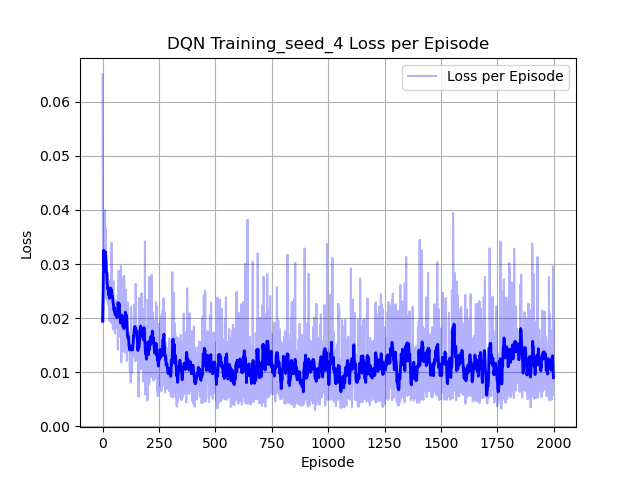 DQN Training_seed_4 Loss per Episode
Loss per Episode
Loss
0.06
0.05
0.04
0.03
0.02
0.01
0.00
0 250 500 750 1000 1250 1500 1750 2000
Episode